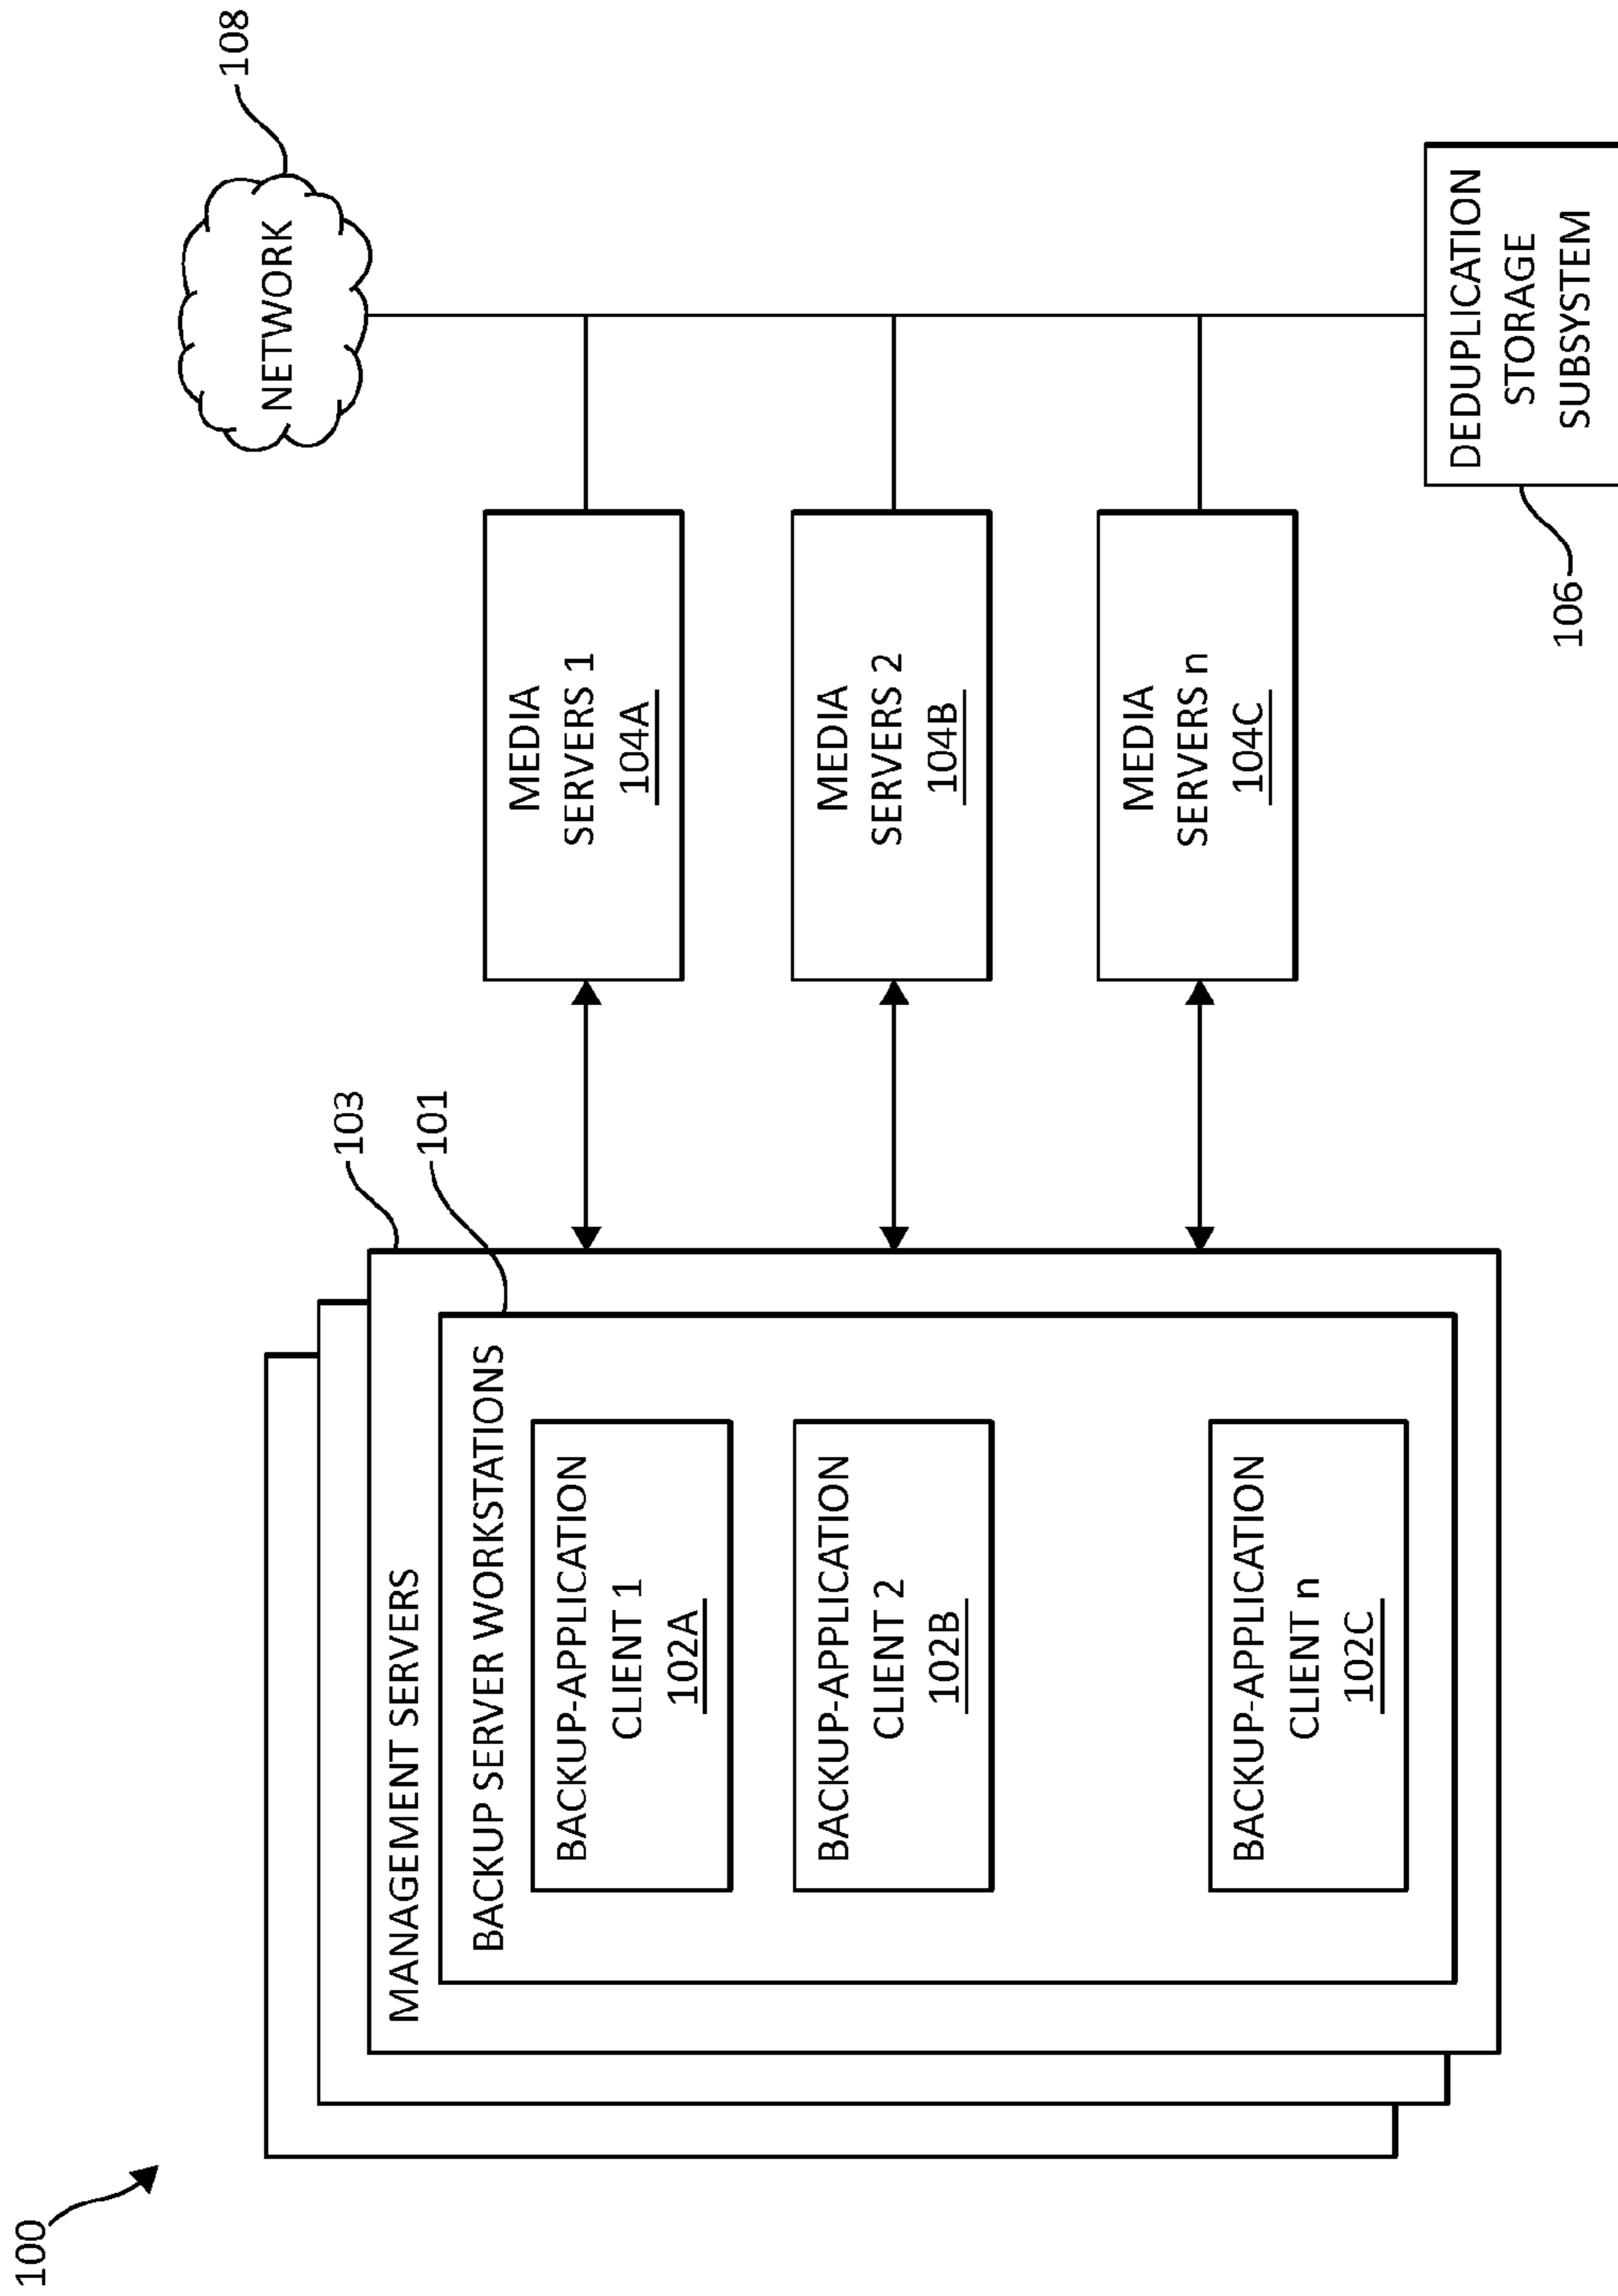 100
103
101
108
MANAGEMENT SERVERS
BACKUP SERVER WORKSTATIONS
BACKUP-APPLICATION
CLIENT 1
102A
BACKUP-APPLICATION
CLIENT 2
102B
BACKUP-APPLICATION
CLIENT n
102C
MEDIA
SERVERS 1
104A
MEDIA
SERVERS 2
104B
MEDIA
SERVERS n
104C
NETWORK
106
DEDUPLICATION
STORAGE
SUBSYSTEM